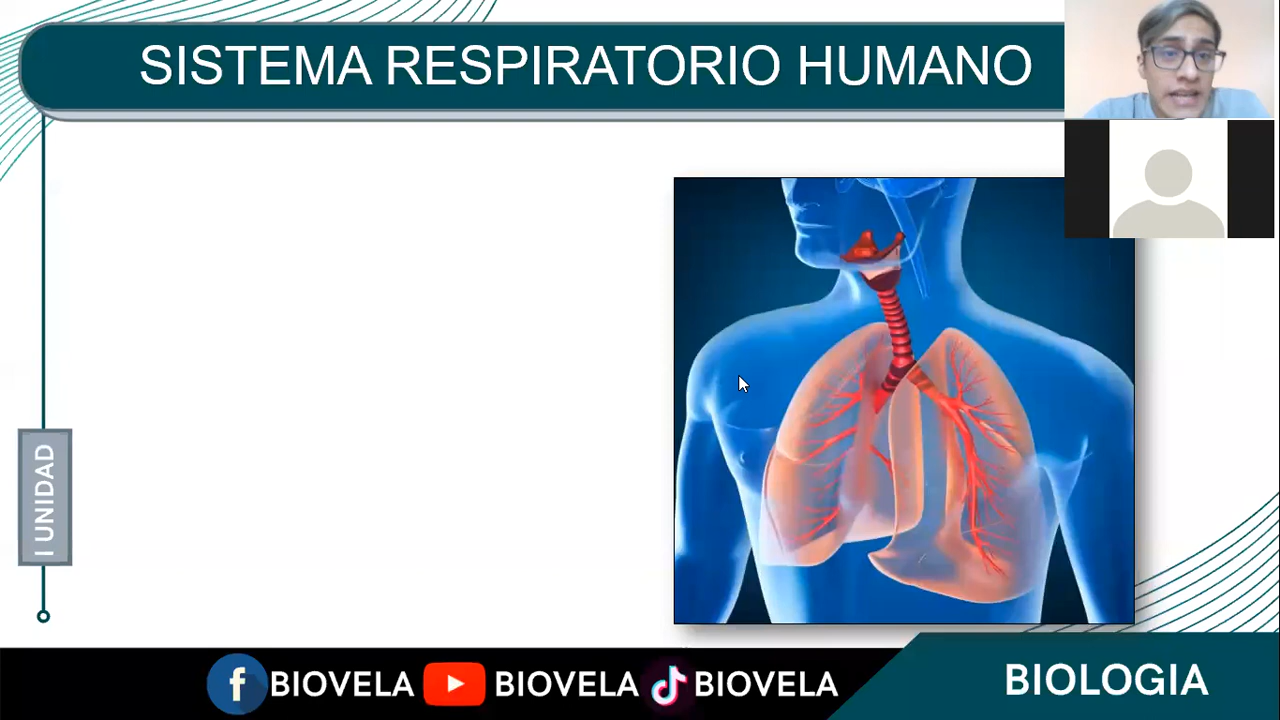 SISTEMA RESPIRATORIO HUMANO
I UNIDAD
BIOVELA BIOVELA BIOVELA
BIOLOGIA